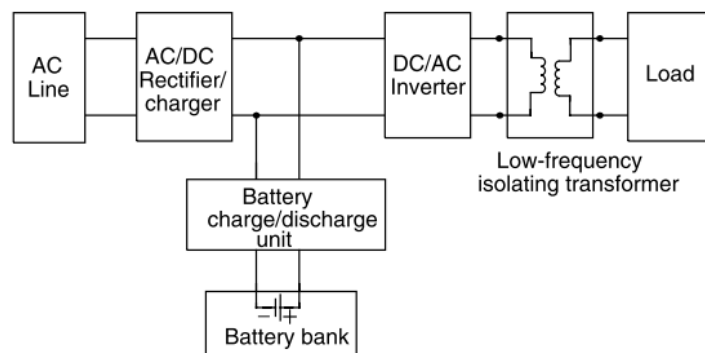 AC
Line
AC/DC
Rectifier/
charger
DC/AC
Inverter
Load
Low-frequency
isolating transformer
Battery
charge/discharge
unit
− +
Battery bank